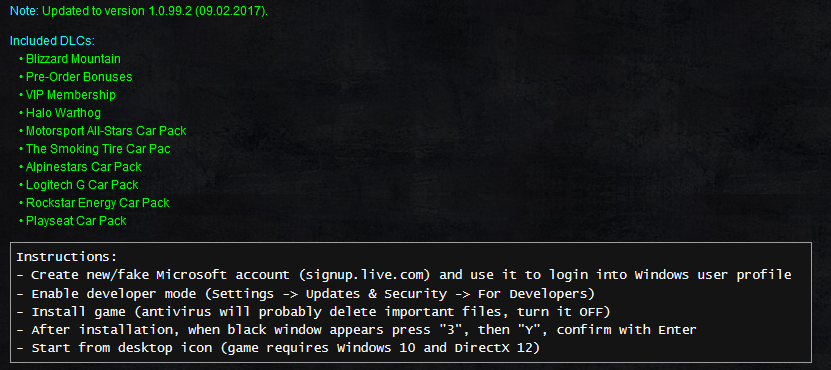 Note: Updated to version 1.0.99.2 (09.02.2017).
Included DLCs:
• Blizzard Mountain
• Pre-Order Bonuses
• VIP Membership
• Halo Warthog
• Motorsport All-Stars Car Pack
• The Smoking Tire Car Pac
• Alpinestars Car Pack
• Logitech G Car Pack
• Rockstar Energy Car Pack
• Playseat Car Pack
Instructions:
- Create new/fake Microsoft account (signup.live.com) and use it to login into Windows user profile
- Enable developer mode (Settings -> Updates & Security -> For Developers)
- Install game (antivirus will probably delete important files, turn it OFF)
- After installation, when black window appears press "3", then "Y", confirm with Enter
- Start from desktop icon (game requires Windows 10 and DirectX 12)